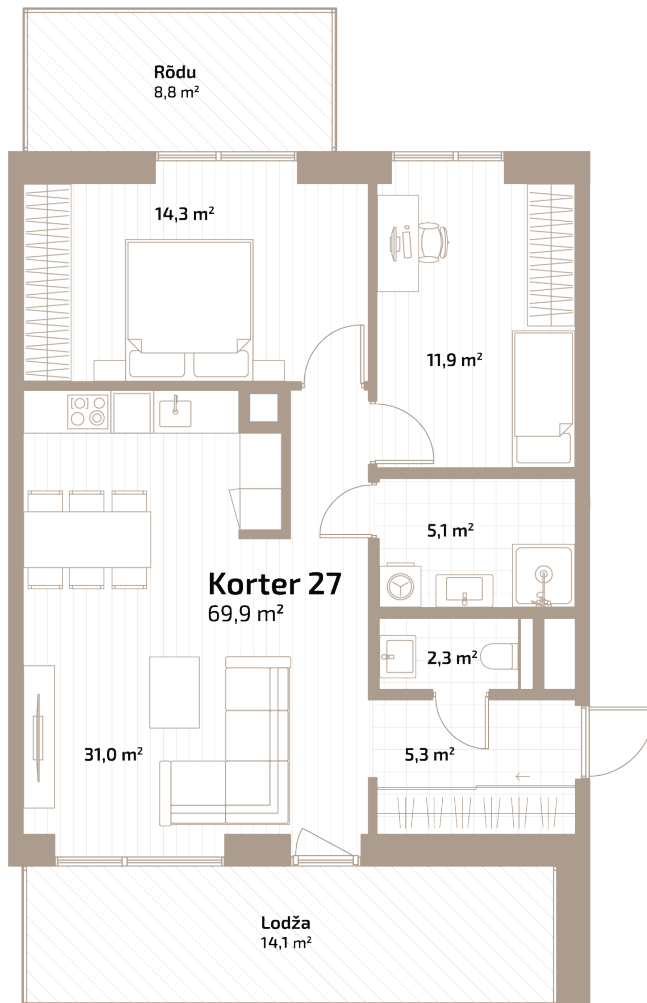 Rõdu
8,8 m²
14,3 m²
11,9 m²
5,1 m²
Korter 27
69,9 m²
2,3 m²
31,0 m²
5,3 m²
Lodža
14,1 m²